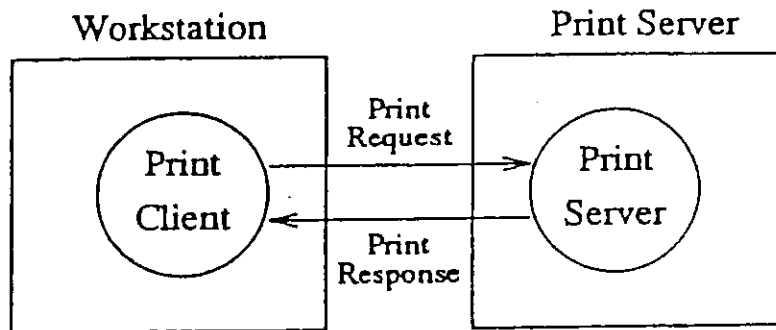 Workstation
Print Server
Print
Request
Print
Client
Print
Server
Print
Response